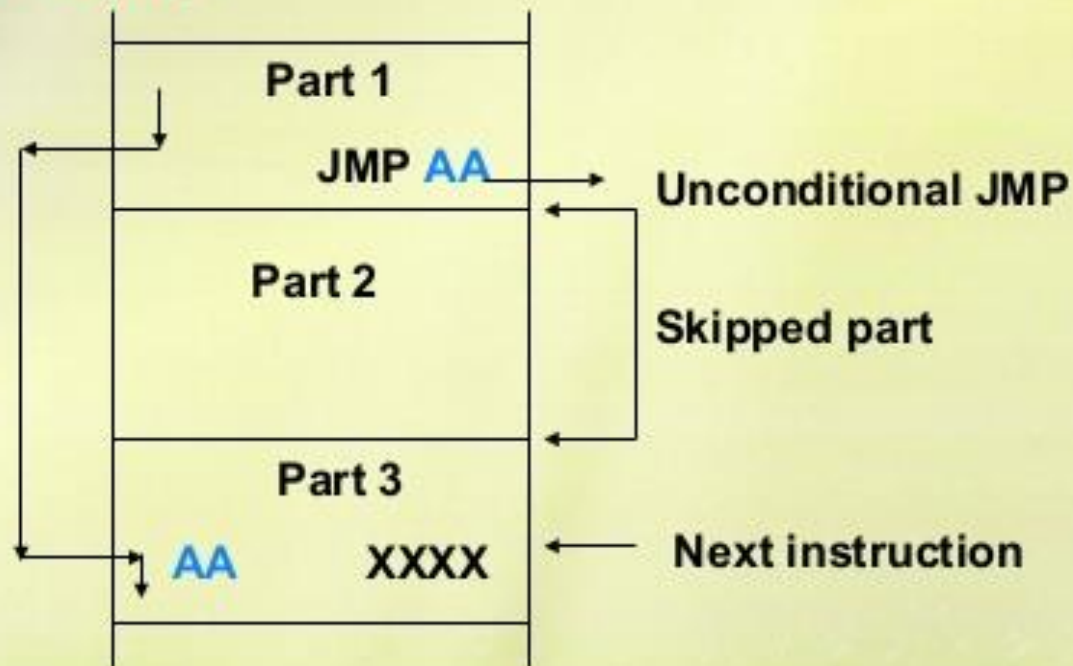 Part 1
JMP AA
Unconditional JMP
Part 2
Skipped part
Part 3
AA XXXX
Next instruction